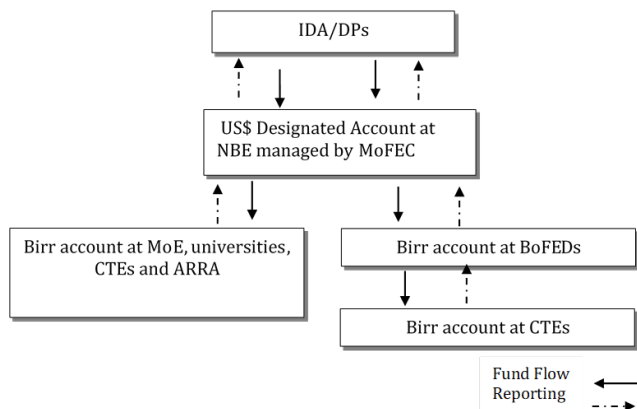 IDA/DPs
US$ Designated Account at
NBE managed by MoFEC
Birr account at MoE, universities,
CTEs and ARRA
Birr account at BoFEDs
Birr account at CTEs
Fund Flow
Reporting